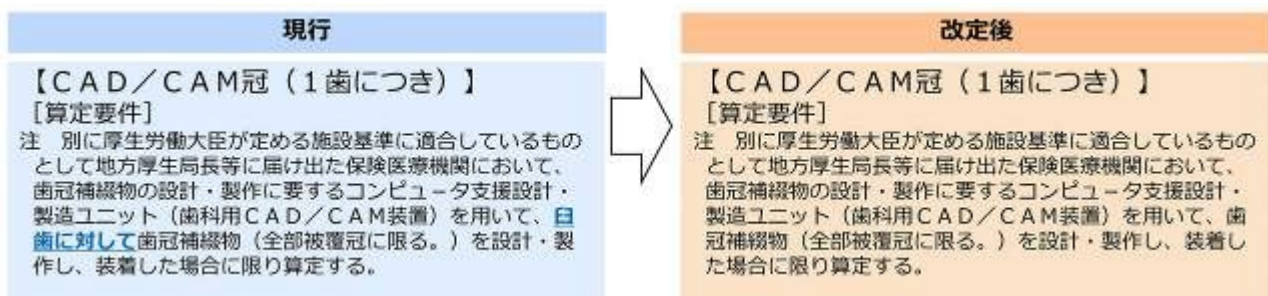 現行
【ＣＡＤ／ＣＡＭ冠（１歯につき）】
［算定要件］
注　別に厚生労働大臣が定める施設基準に適合しているもの
として地方厚生局長等に届け出た保険医療機関において、
歯冠補綴物の設計・製作に要するコンピュータ支援設計・
製造ユニット（歯科用ＣＡＤ／ＣＡＭ装置）を用いて、臼
歯に対して歯冠補綴物（全部被覆冠に限る。）を設計・製
作し、装着した場合に限り算定する。
改定後
【ＣＡＤ／ＣＡＭ冠（１歯につき）】
［算定要件］
注　別に厚生労働大臣が定める施設基準に適合しているもの
として地方厚生局長等に届け出た保険医療機関において、
歯冠補綴物の設計・製作に要するコンピュータ支援設計・
製造ユニット（歯科用ＣＡＤ／ＣＡＭ装置）を用いて、歯
冠補綴物（全部被覆冠に限る。）を設計・製作し、装着し
た場合に限り算定する。